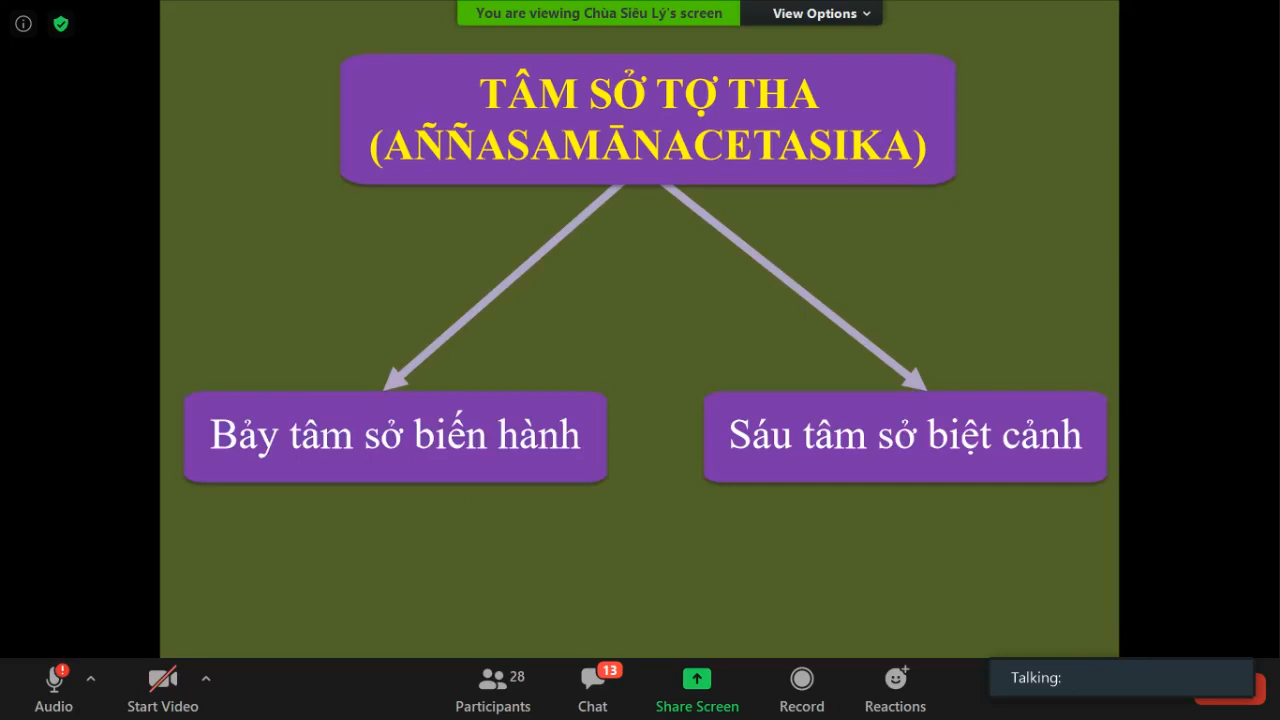 You are viewing Chùa Siêu Lý's screen
View Options
TÂM SỞ TỢ THA
(AÑÑASAMĀNACETASIKA)
Bảy tâm sở biến hành
Sáu tâm sở biệt cảnh
Audio
Start Video
28
Participants
13
Chat
Share Screen
Record
Reactions
Talking: